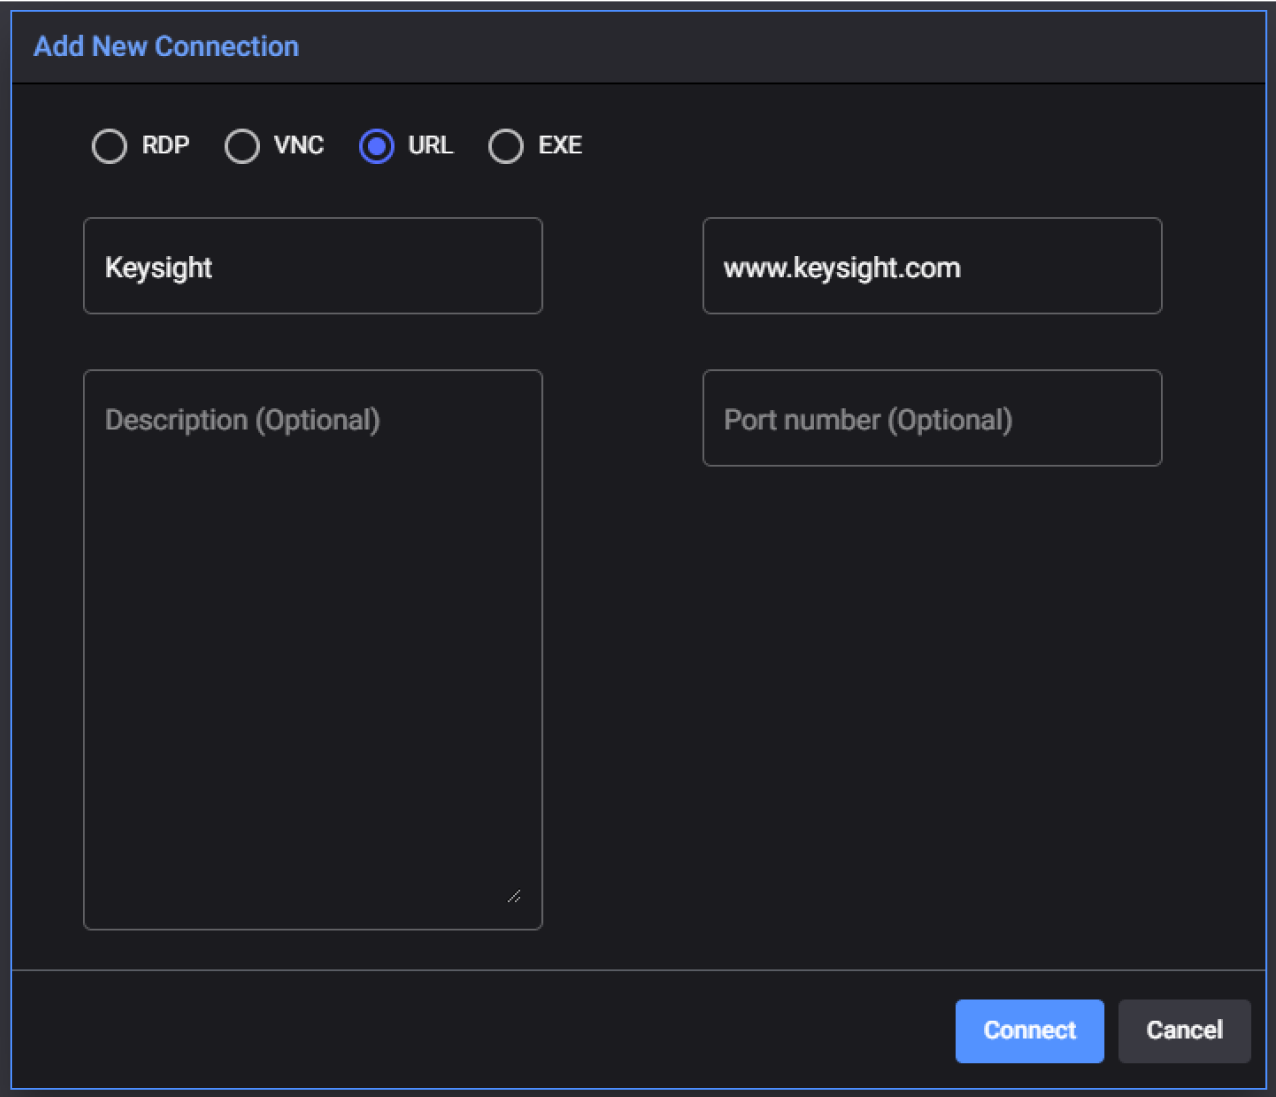 Add New Connection
RDP VNC URL EXE
Keysight www.keysight.com
Description (Optional) Port number (Optional)
Connect Cancel